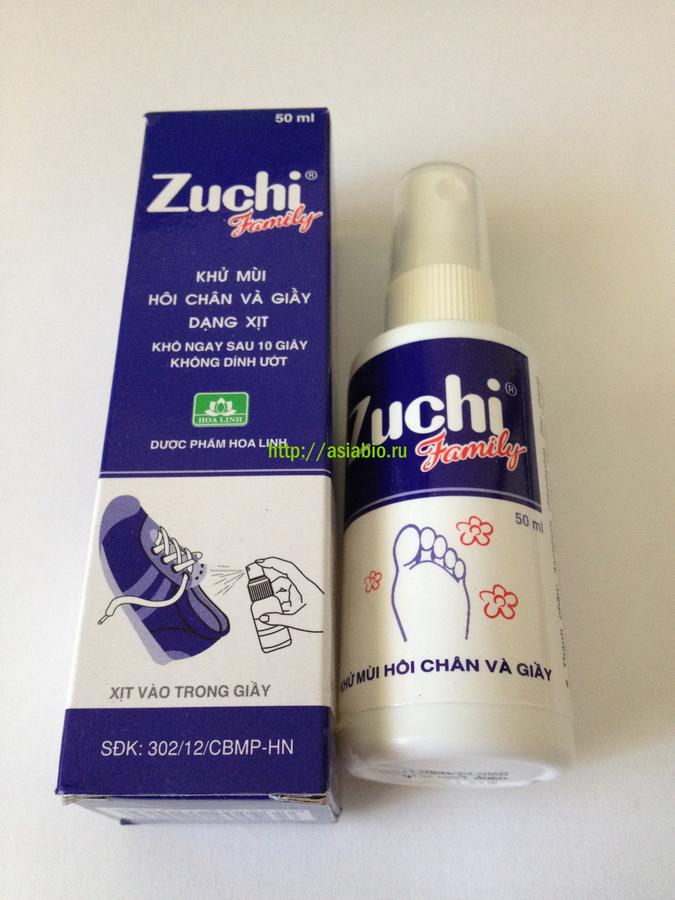 50 ml
Zuchi®
Family
KHỬ MÙI
HÔI CHÂN VÀ GIẦY
DẠNG XỊT
KHÔ NGAY SAU 10 GIÂY
KHÔNG DÍNH ƯỚT
HOA LINH
DƯỢC PHẨM HOA LINH
http://asiabio.ru
XỊT VÀO TRONG GIẦY
SĐK: 302/12/CBMP-HN
Zuchi®
Family
50 ml
KHỬ MÙI HÔI CHÂN VÀ GIẦY
Thành phần: